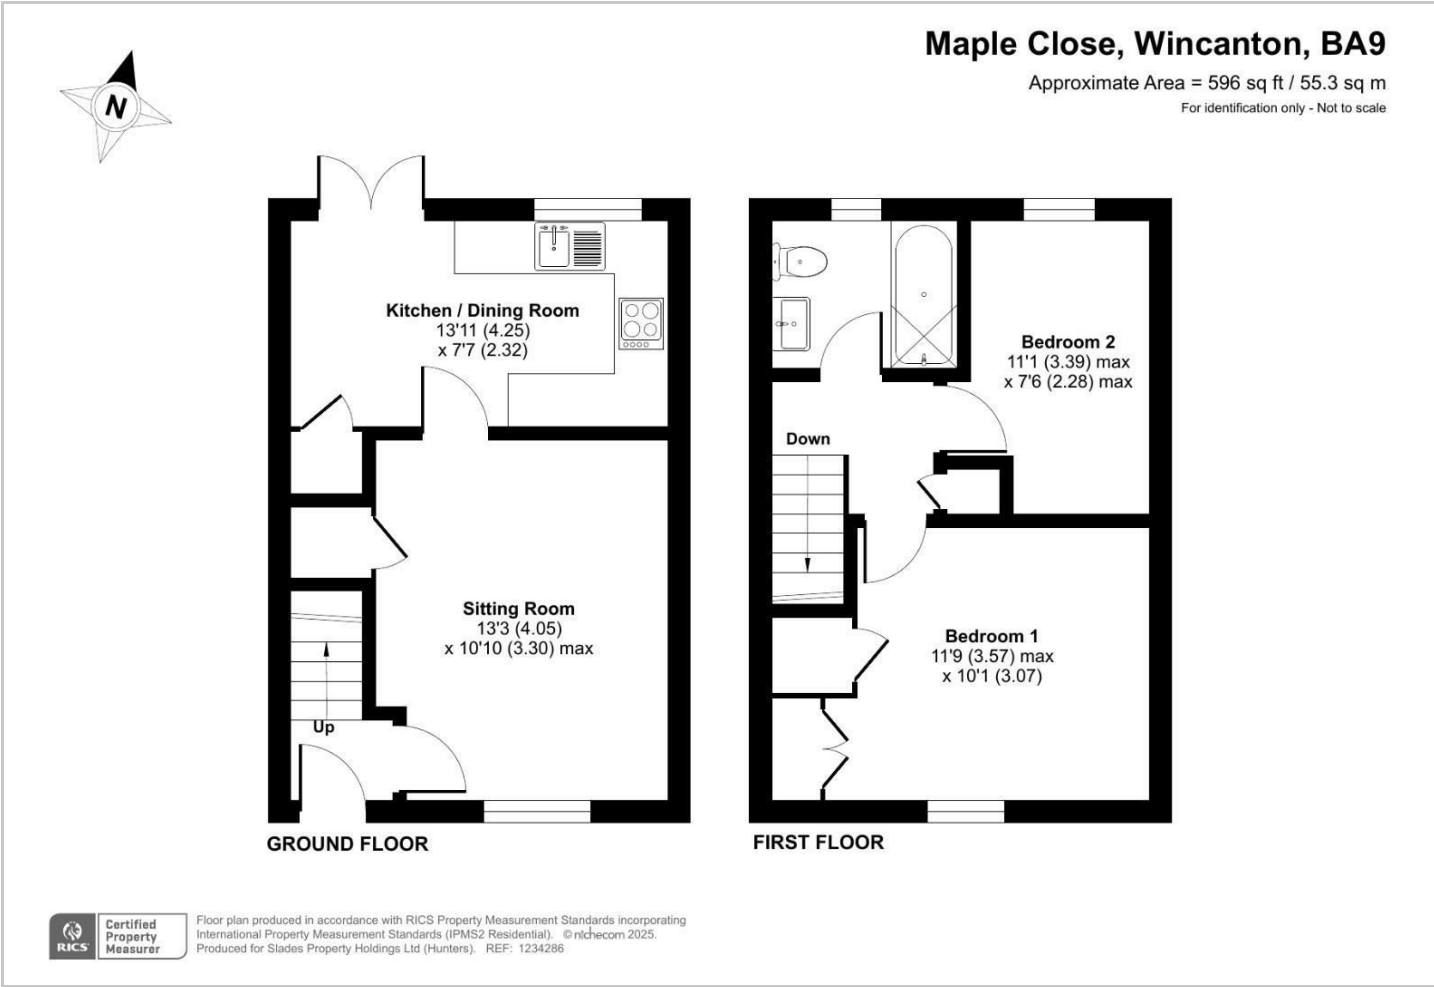 Maple Close, Wincanton, BA9
Approximate Area = 596 sq ft / 55.3 sq m
For identification only - Not to scale
N
Kitchen / Dining Room
13'11 (4.25)
x 7'7 (2.32)
Sitting Room
13'3 (4.05)
x 10'10 (3.30) max
Up
GROUND FLOOR
Bedroom 2
11'1 (3.39) max
x 7'6 (2.28) max
Down
Bedroom 1
11'9 (3.57) max
x 10'1 (3.07)
FIRST FLOOR
RICS
Certified
Property
Measurer
Floor plan produced in accordance with RICS Property Measurement Standards incorporating
International Property Measurement Standards (IPMS2 Residential). © nichecom 2025.
Produced for Slades Property Holdings Ltd (Hunters). REF: 1234286